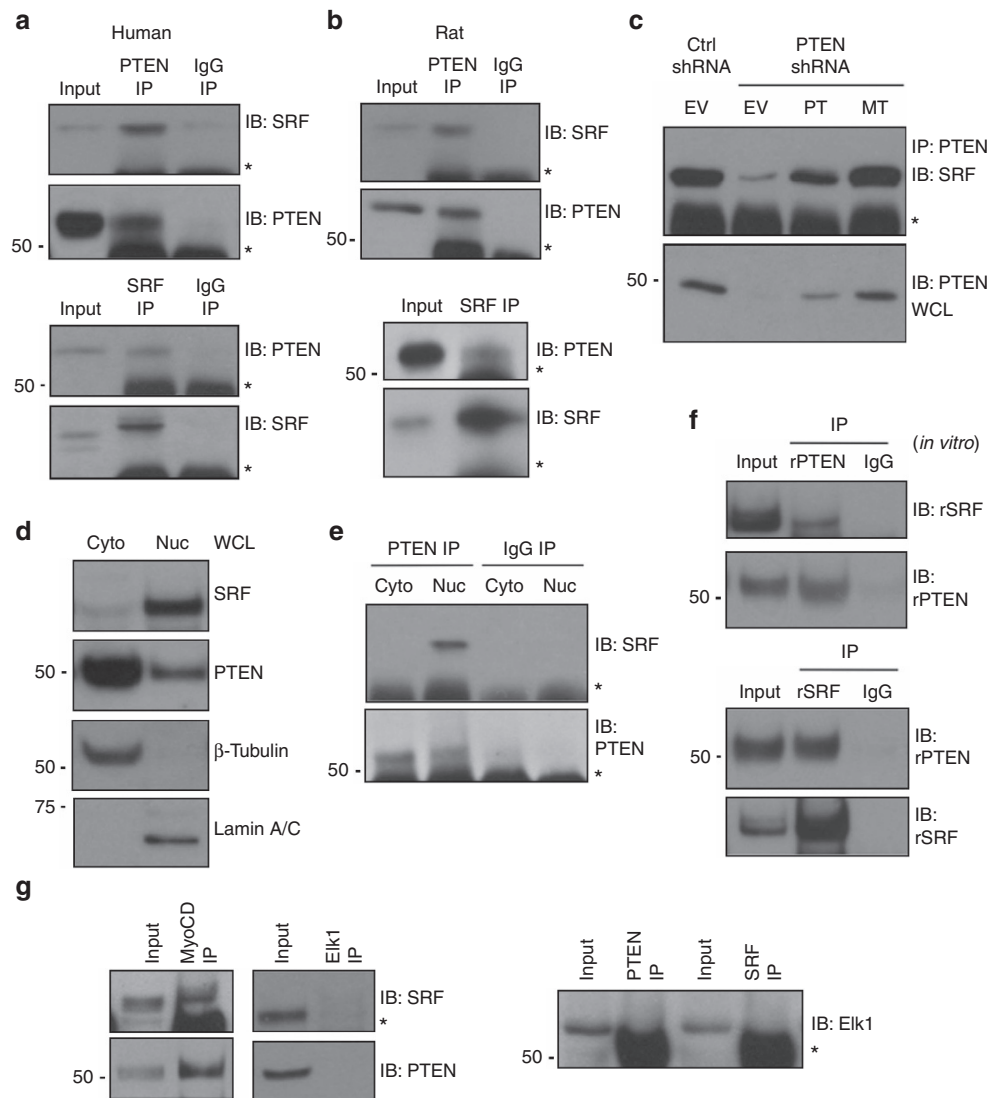 a
Human
Input
PTEN
IP
IgG
IP
IB: SRF
*
IB: PTEN
50 -
*
Input
SRF
IP
IgG
IP
IB: PTEN
50 -
*
IB: SRF
*
b
Rat
Input
PTEN
IP
IgG
IP
IB: SRF
*
IB: PTEN
50 -
*
Input
SRF IP
IB: PTEN
50 -
*
IB: SRF
*
c
Ctrl
shRNA
PTEN
shRNA
EV
EV
PT
MT
IP: PTEN
IB: SRF
*
50 -
IB: PTEN
WCL
d
Cyto
Nuc
WCL
SRF
50 -
PTEN
β-Tubulin
50 -
75 -
Lamin A/C
e
PTEN IP
IgG IP
Cyto
Nuc
Cyto
Nuc
IB: SRF
*
IB:
PTEN
50 -
*
f
IP
(in vitro)
Input
rPTEN
IgG
IB: rSRF
IB:
rPTEN
50 -
IP
Input
rSRF
IgG
IB:
rPTEN
50 -
IB:
rSRF
g
Input
MyoCD
IP
Input
Elk1
IP
IB: SRF
*
50 -
IB: PTEN
Input
PTEN
IP
Input
SRF
IP
IB: Elk1
50 -
*